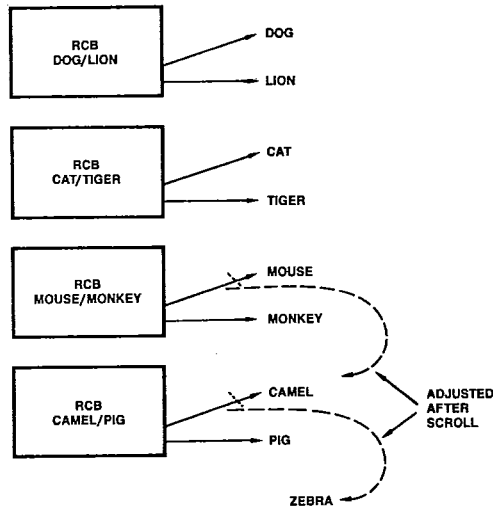 RCB
DOG/LION
DOG
LION
RCB
CAT/TIGER
CAT
TIGER
RCB
MOUSE/MONKEY
MOUSE
MONKEY
RCB
CAMEL/PIG
CAMEL
PIG
ADJUSTED
AFTER
SCROLL
ZEBRA